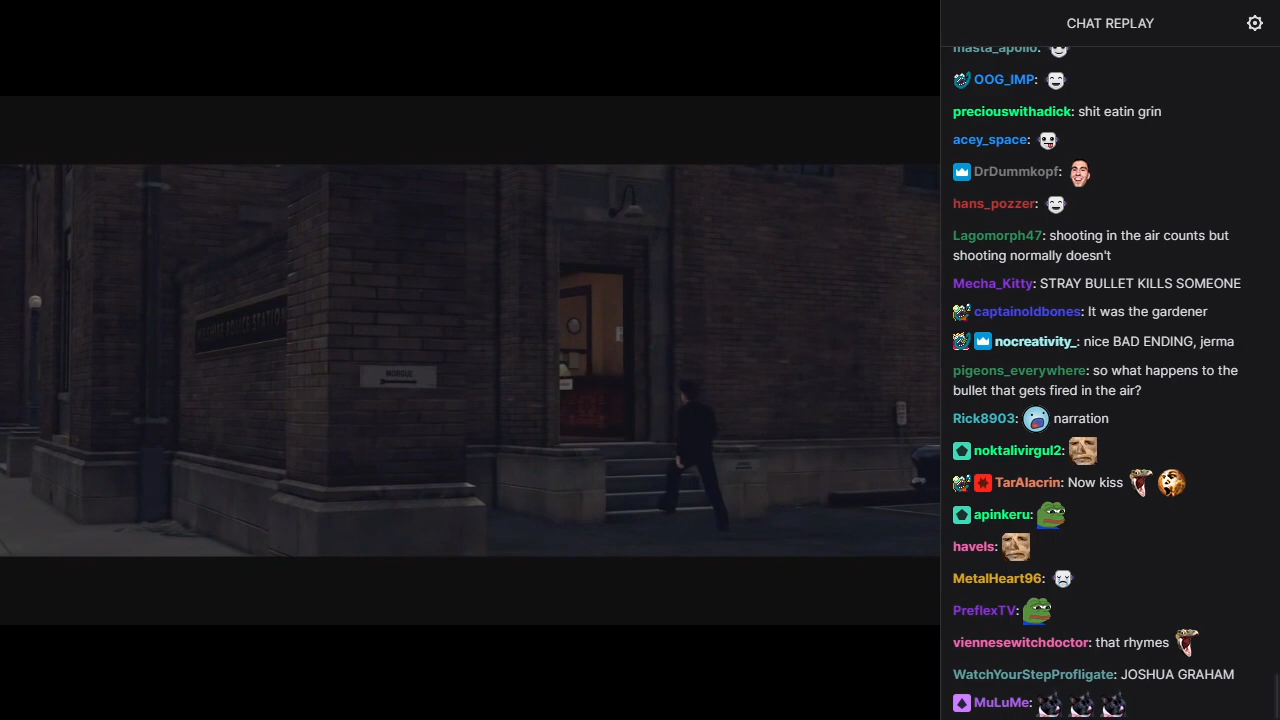 CHAT REPLAY
masta_apollo:
OOG_IMP:
preciouswithadick: shit eatin grin
acey_space:
DrDummkopf:
hans_pozzer:
Lagomorph47: shooting in the air counts but
shooting normally doesn't
Mecha_Kitty: STRAY BULLET KILLS SOMEONE
captainoldbones: It was the gardener
nocreativity_: nice BAD ENDING, jerma
pigeons_everywhere: so what happens to the
bullet that gets fired in the air?
Rick8903: narration
noktalivirgul2:
TarAlacrin: Now kiss
apinkeru:
havels:
MetalHeart96:
PreflexTV:
viennesewitchdoctor: that rhymes
WatchYourStepProfligate: JOSHUA GRAHAM
MuLuMe:
POLICE STATION
MORGUE